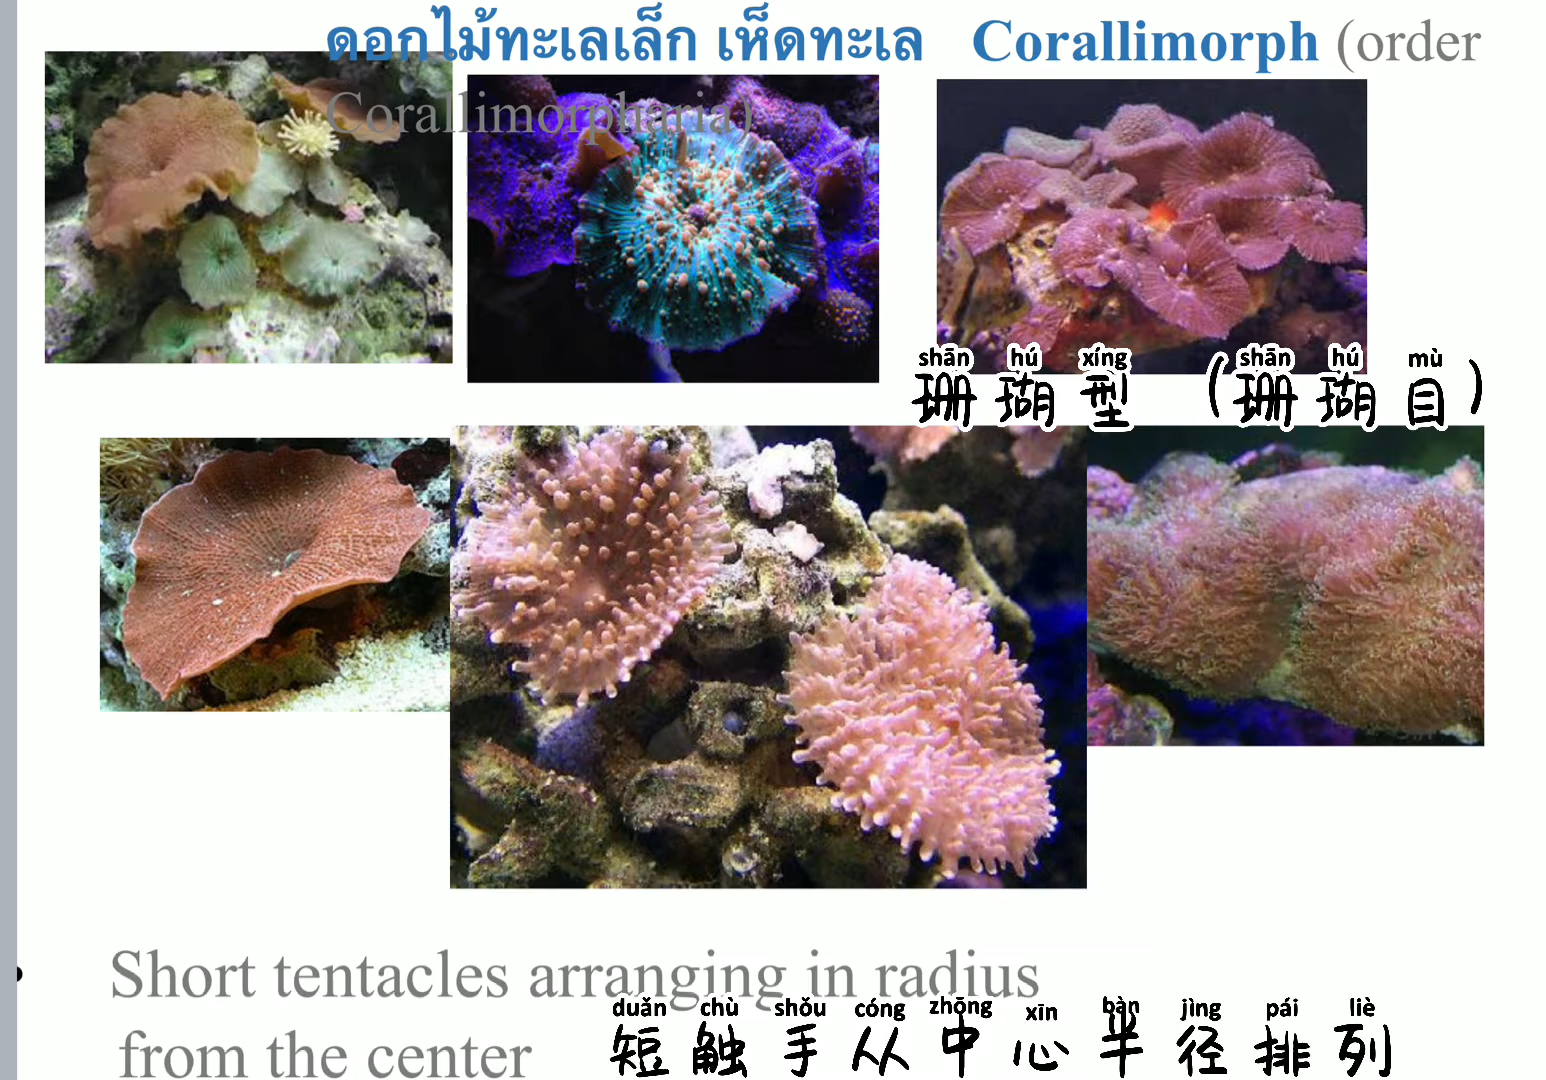 ดอกไม้ทะเลเล็ก เห็ดทะเล Corallimorph (order
Corallimorpharia)
shān hú xíng shān hú mù
珊瑚型 (珊瑚目)
• Short tentacles arranging in radius
from the center
duǎn chù shǒu cóng zhōng xīn bàn jìng pái liè
短触手从中心半径排列